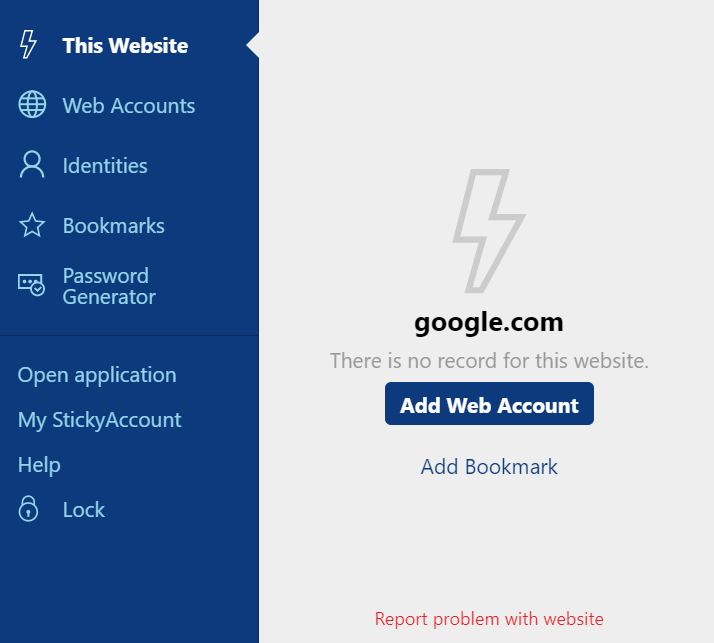 This Website
Web Accounts
Identities
Bookmarks
Password
Generator
Open application
My StickyAccount
Help
Lock
google.com
There is no record for this website.
Add Web Account
Add Bookmark
Report problem with website